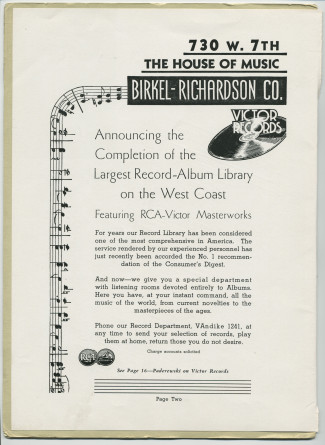 730 W. 7TH
THE HOUSE OF MUSIC
BIRKEL-RICHARDSON CO.
VICTOR
RECORDS
Announcing the
Completion of the
Largest Record-Album Library
on the West Coast
Featuring RCA-Victor Masterworks
For years our Record Library has been considered
one of the most comprehensive in America. The
service rendered by our experienced personnel has
just recently been accorded the No. 1 recommen-
dation of the Consumer's Digest.
And now—we give you a special department
with listening rooms devoted entirely to Albums.
Here you have, at your instant command, all the
music of the world, from current novelties to the
masterpieces of the ages.
Phone our Record Department, VAndike 1241, at
any time to send your selection of records, play
them at home, return those you do not desire.
Charge accounts solicited
RCA
See Page 16—Paderewski on Victor Records
Page Two